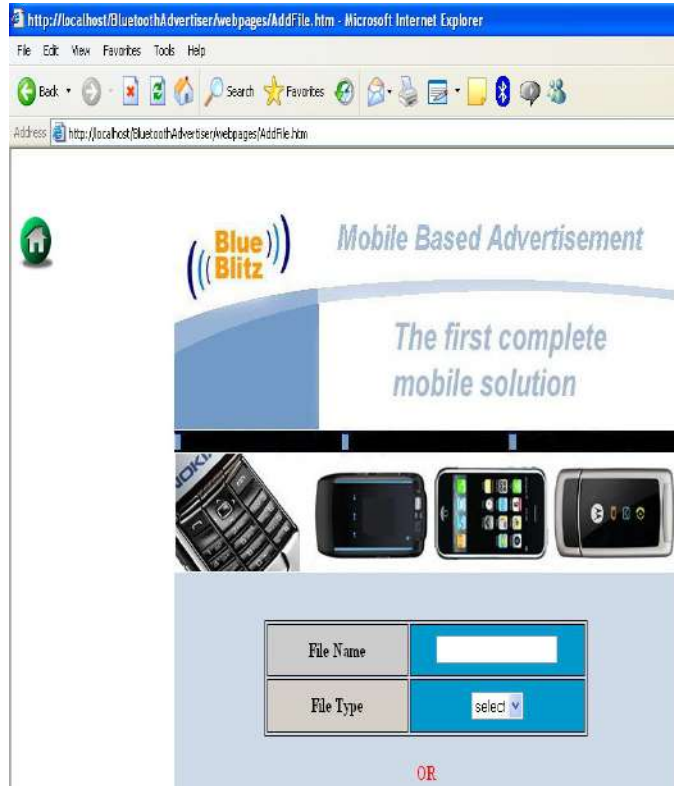 http://localhost/BluetoothAdvertiser/webpages/AddFile.htm - Microsoft Internet Explorer
File Edit View Favorites Tools Help
Back Search Favorites
Address http://localhost/BluetoothAdvertiser/webpages/AddFile.htm
Blue
Blitz
Mobile Based Advertisement
The first complete
mobile solution
NOKIA
File Name
File Type select
OR